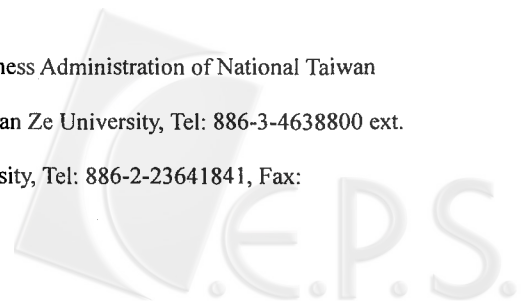 ness Administration of National Taiwan
an Ze University, Tel: 886-3-4638800 ext.
sity, Tel: 886-2-23641841, Fax:
C.E.P.S.